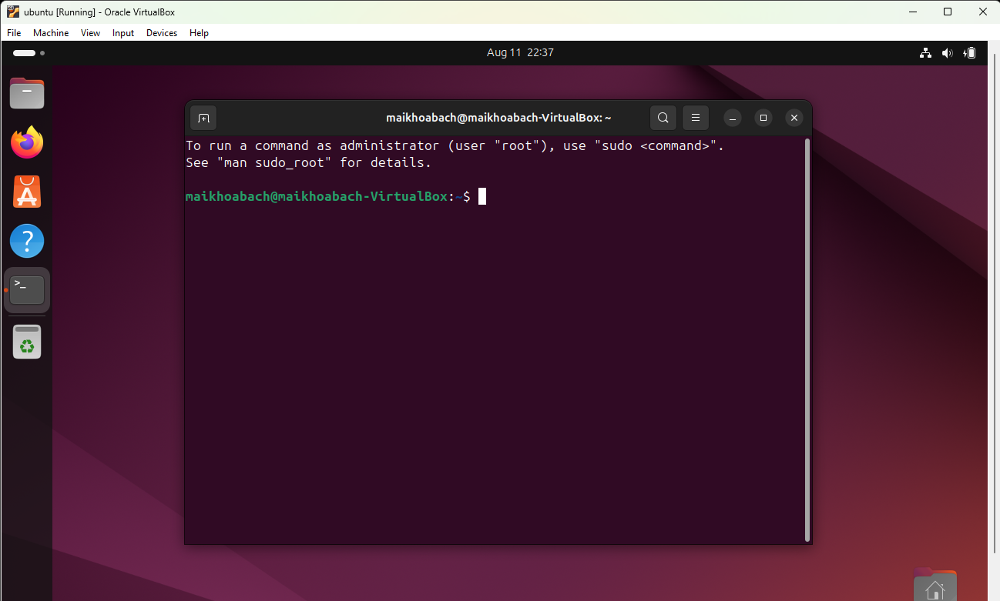 ubuntu [Running] - Oracle VirtualBox
File Machine View Input Devices Help
Aug 11 22:37
maikhoabach@maikhoabach-VirtualBox: ~
To run a command as administrator (user "root"), use "sudo <command>".
See "man sudo_root" for details.
maikhoabach@maikhoabach-VirtualBox:~$